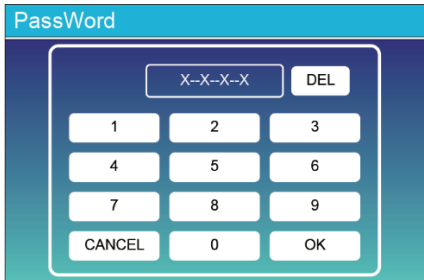 PassWord
X--X--X--X DEL
1 2 3
4 5 6
7 8 9
CANCEL 0 OK